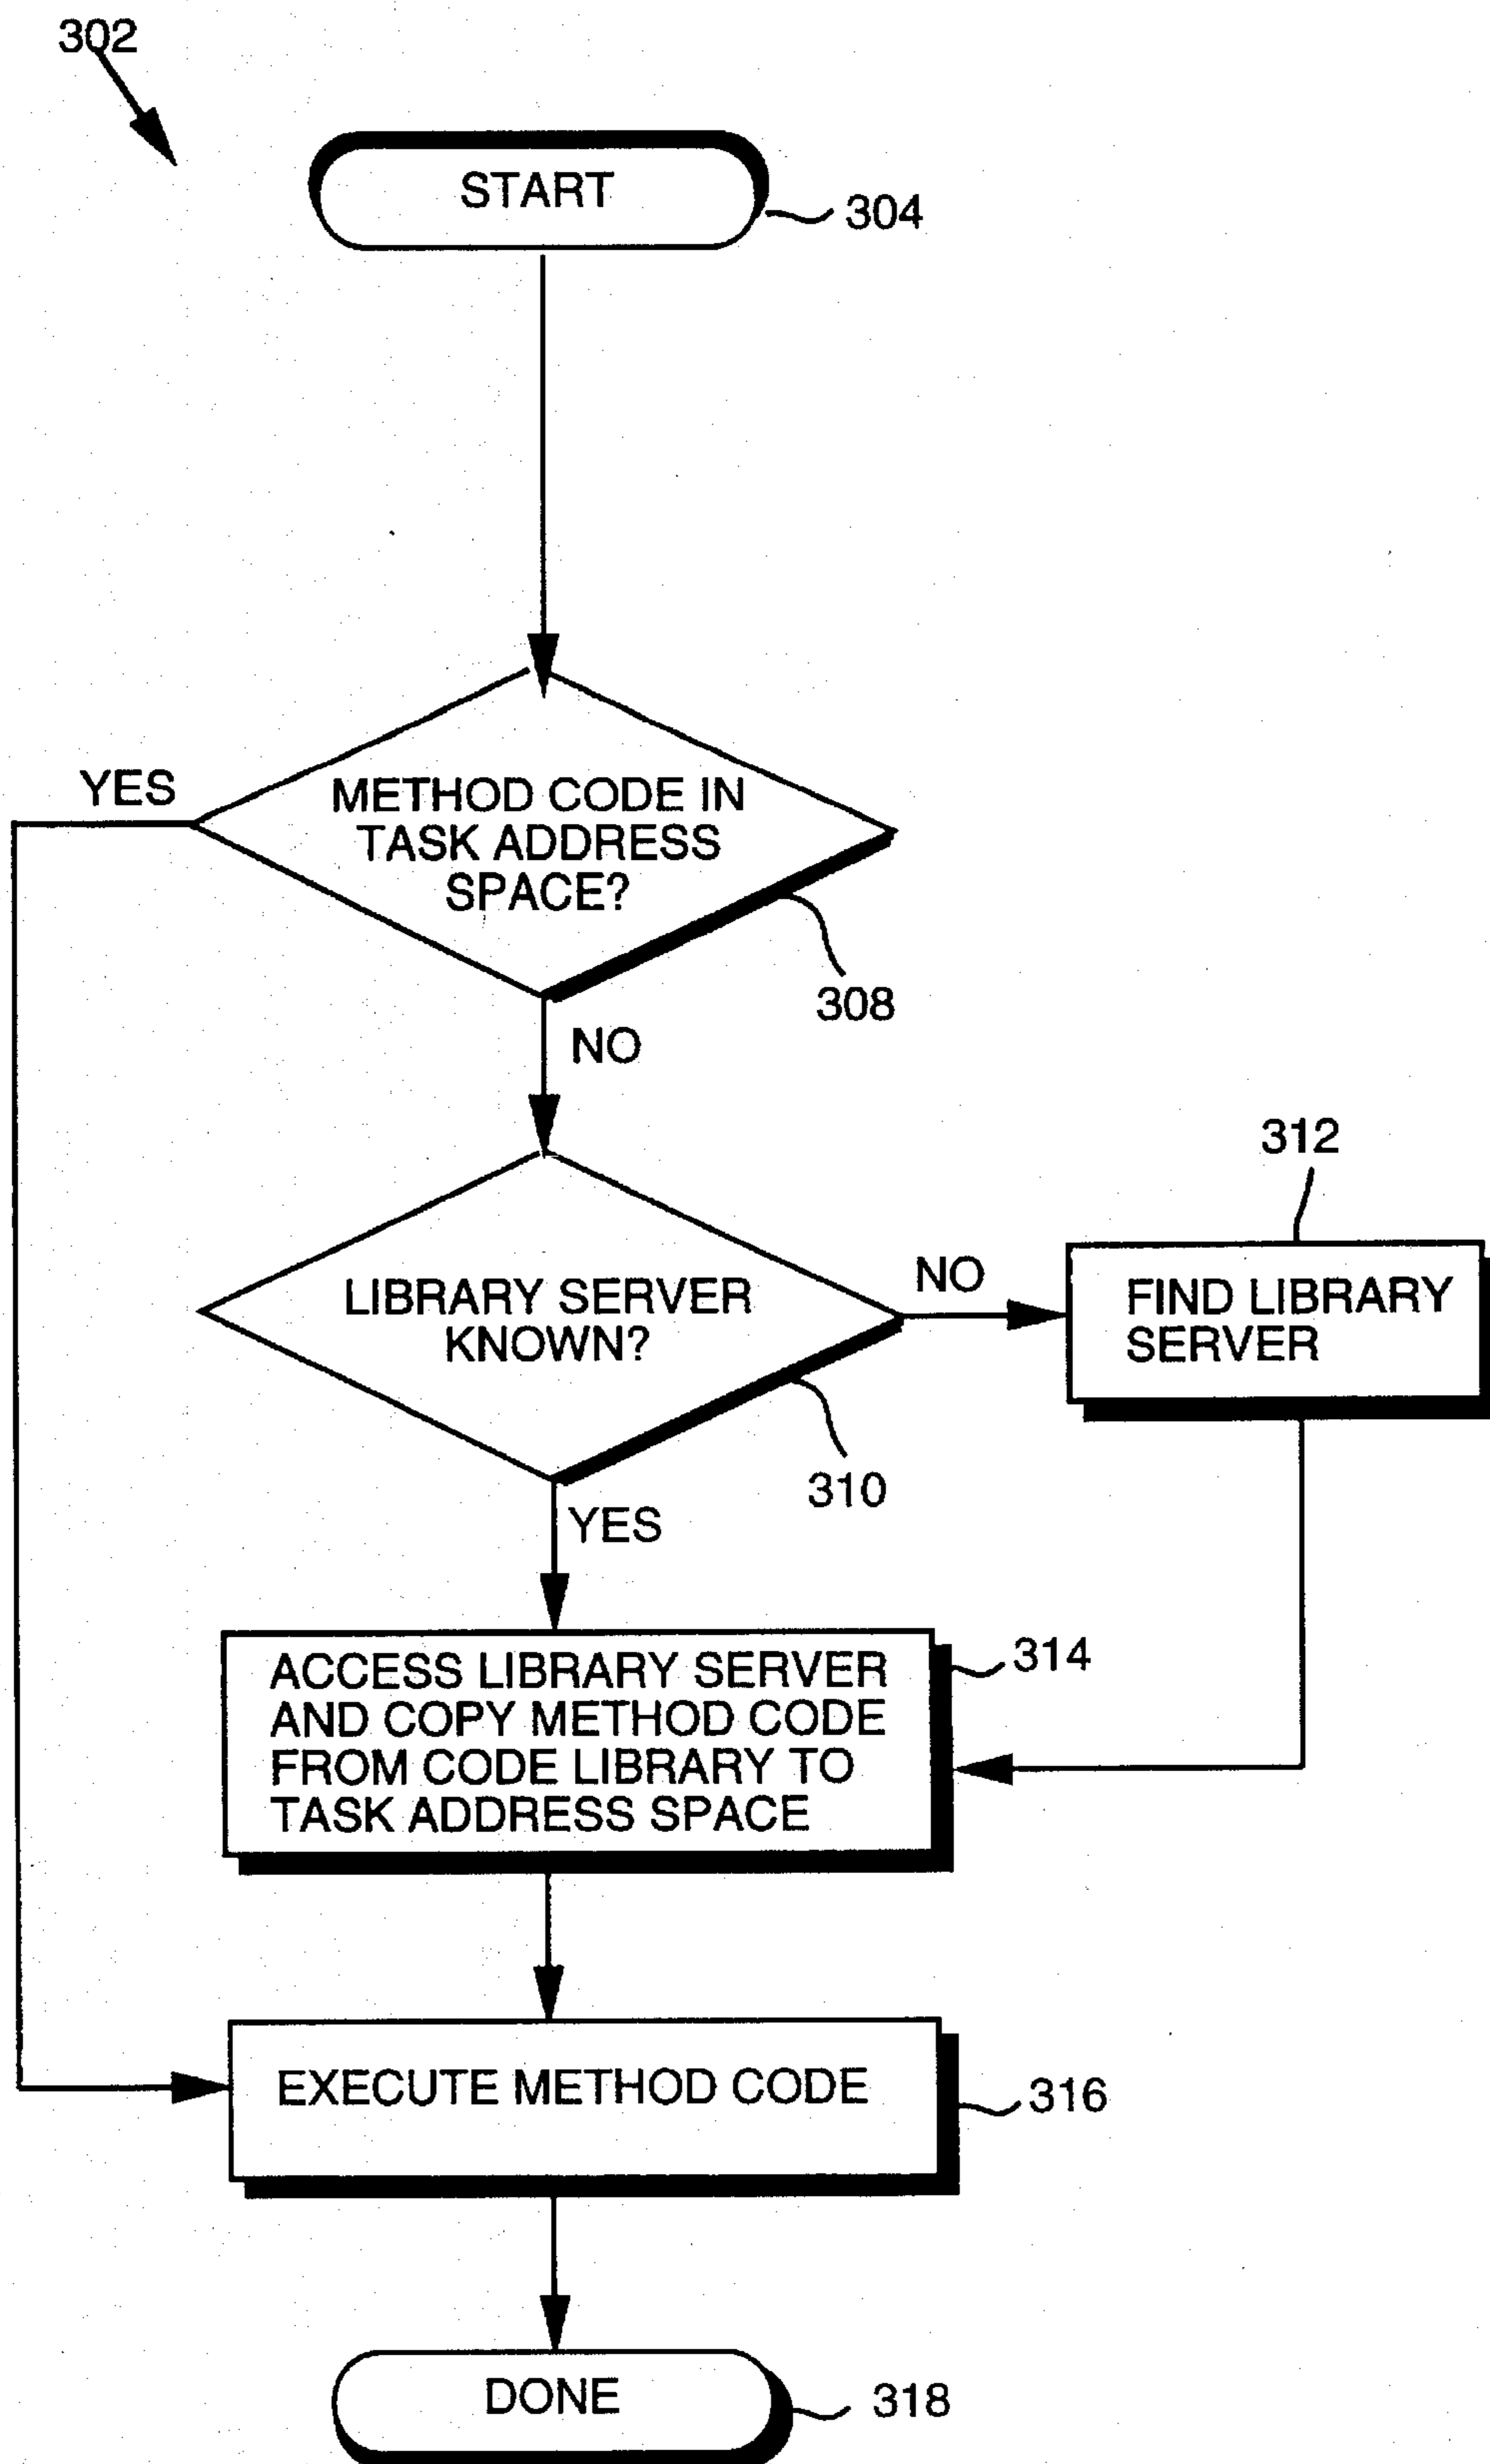 302
START
304
YES
METHOD CODE IN
TASK ADDRESS
SPACE?
308
NO
312
LIBRARY SERVER
KNOWN?
NO
FIND LIBRARY
SERVER
310
YES
ACCESS LIBRARY SERVER
AND COPY METHOD CODE
FROM CODE LIBRARY TO
TASK ADDRESS SPACE
314
EXECUTE METHOD CODE
316
DONE
318